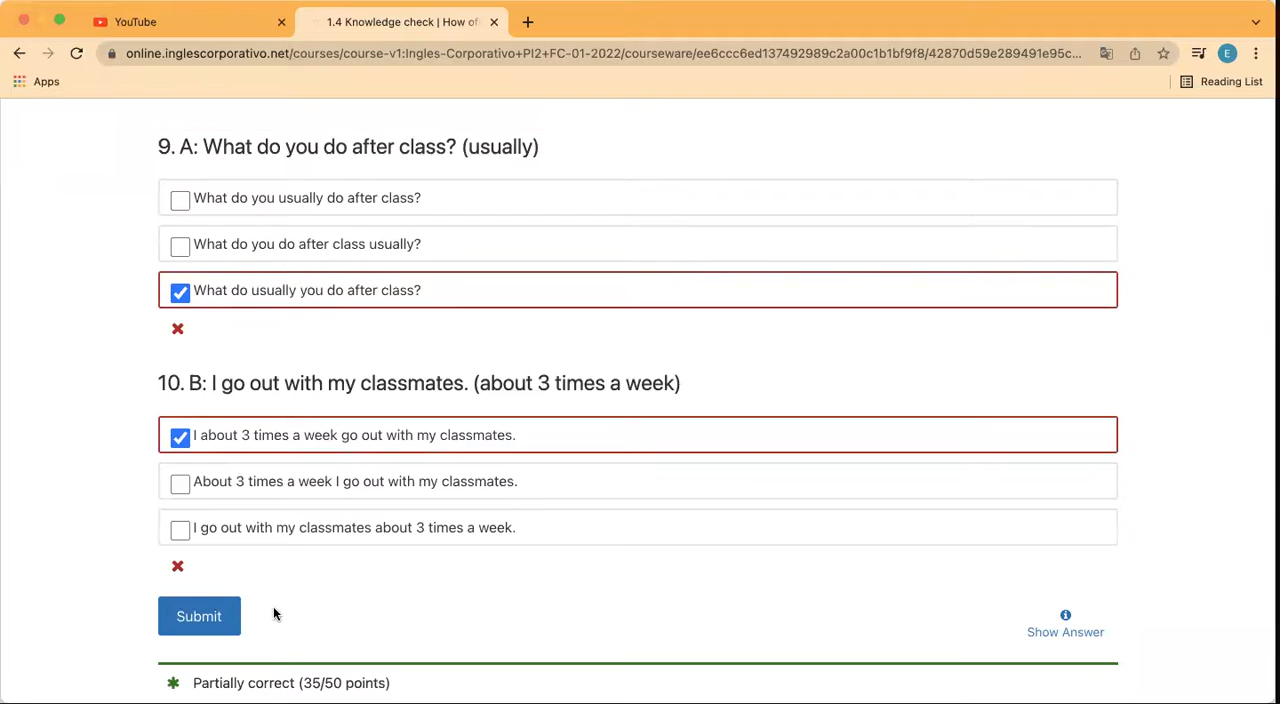 YouTube
1.4 Knowledge check | How of
online.inglescorporativo.net/courses/course-v1:Ingles-Corporativo+PI2+FC-01-2022/courseware/ee6ccc6ed137492989c2a00c1b1bf9f8/42870d59e289491e95c...
E
Apps
Reading List
9. A: What do you do after class? (usually)
What do you usually do after class?
What do you do after class usually?
What do usually you do after class?
10. B: I go out with my classmates. (about 3 times a week)
I about 3 times a week go out with my classmates.
About 3 times a week I go out with my classmates.
I go out with my classmates about 3 times a week.
Submit
Show Answer
Partially correct (35/50 points)